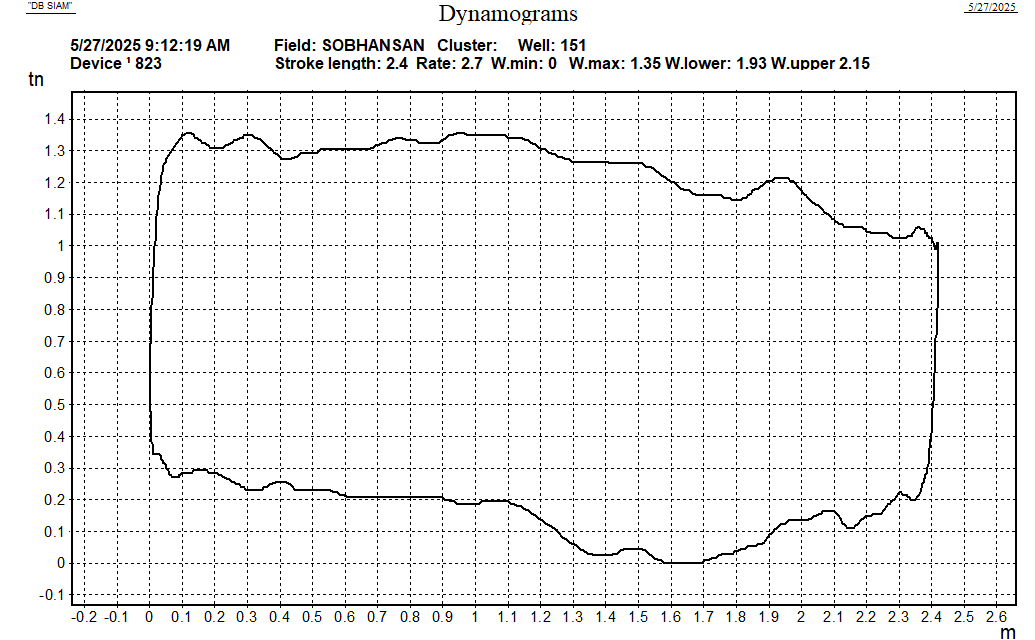 "DB SIAM"
Dynamograms
5/27/2025
5/27/2025 9:12:19 AM Field: SOBHANSAN Cluster: Well: 151
Device ¹ 823 Stroke length: 2.4 Rate: 2.7 W.min: 0 W.max: 1.35 W.lower: 1.93 W.upper 2.15
tn
1.4
1.3
1.2
1.1
1
0.9
0.8
0.7
0.6
0.5
0.4
0.3
0.2
0.1
0
-0.1
-0.2 -0.1 0 0.1 0.2 0.3 0.4 0.5 0.6 0.7 0.8 0.9 1 1.1 1.2 1.3 1.4 1.5 1.6 1.7 1.8 1.9 2 2.1 2.2 2.3 2.4 2.5 2.6
m